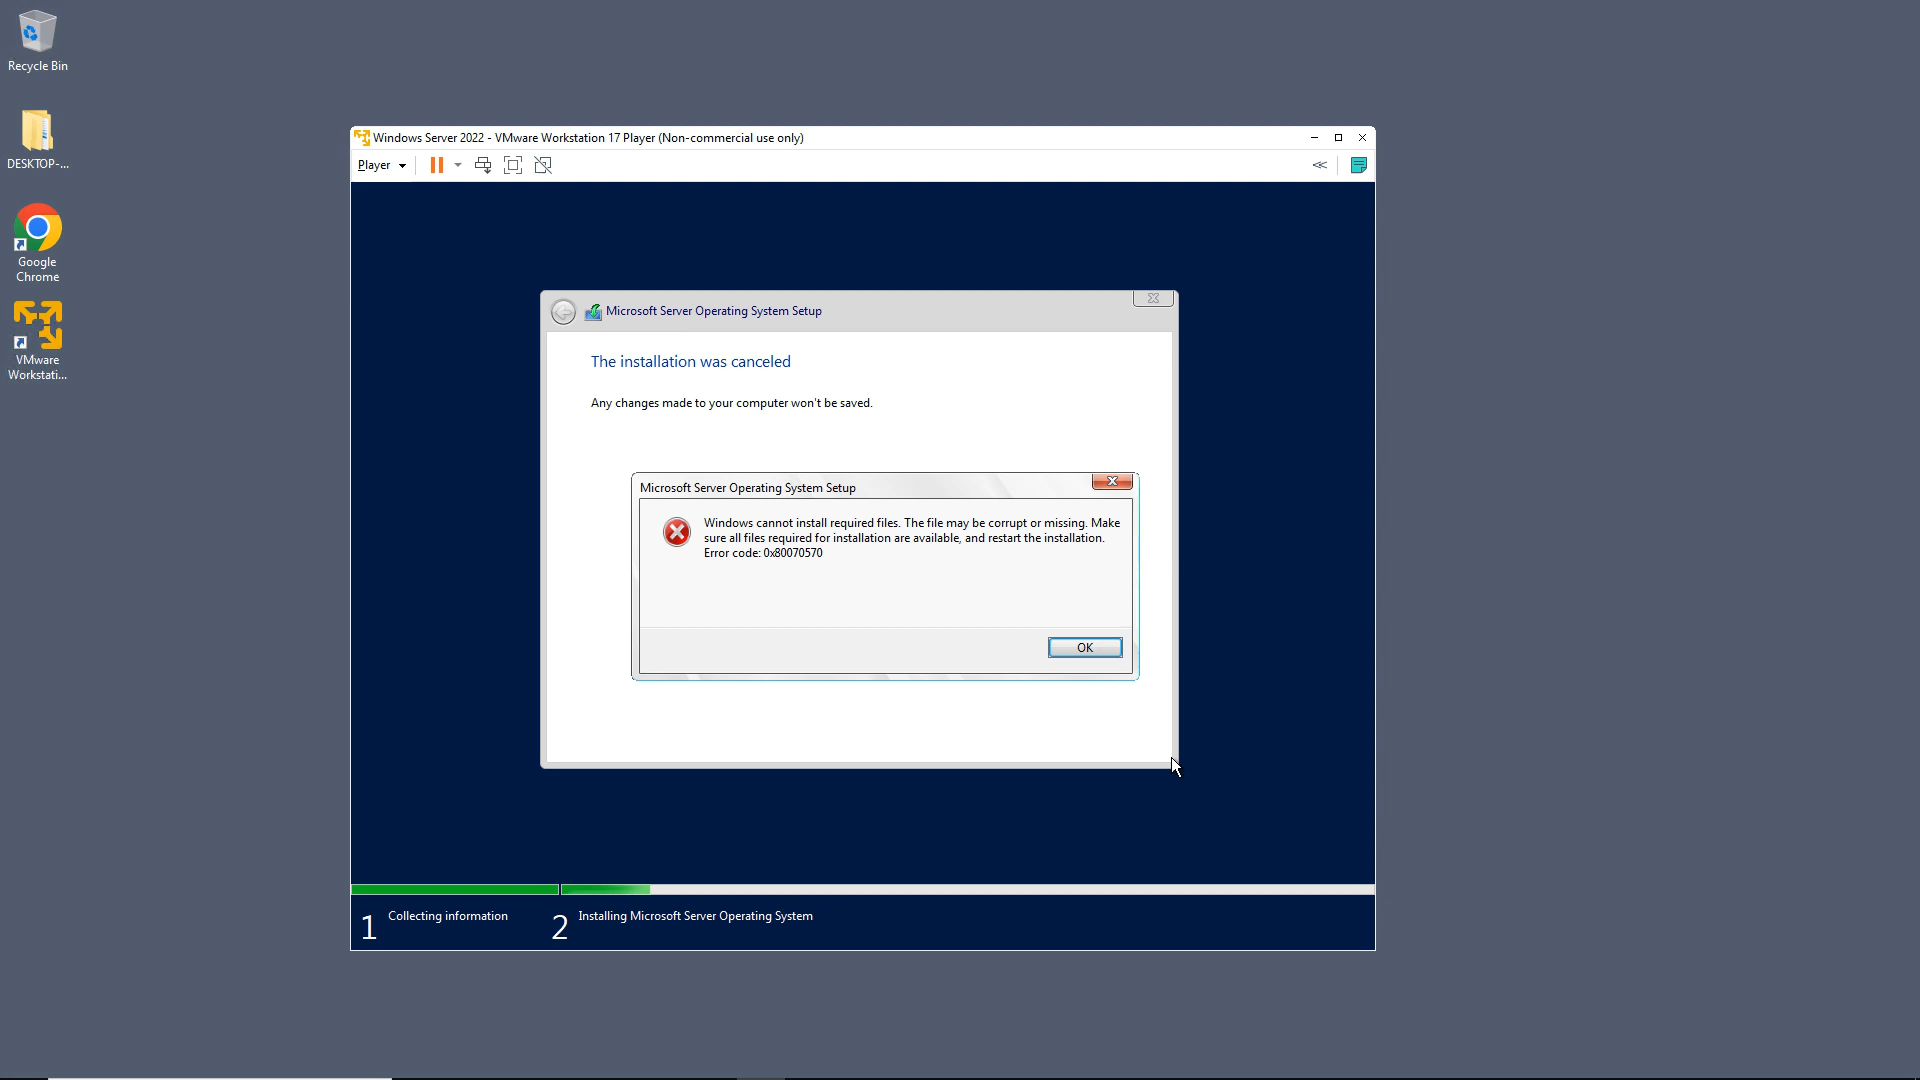 Recycle Bin
DESKTOP-...
Google
Chrome
VMware
Workstati...
Windows Server 2022 - VMware Workstation 17 Player (Non-commercial use only)
Player
Microsoft Server Operating System Setup
The installation was canceled
Any changes made to your computer won't be saved.
Microsoft Server Operating System Setup
Windows cannot install required files. The file may be corrupt or missing. Make
sure all files required for installation are available, and restart the installation.
Error code: 0x80070570
OK
1 Collecting information 2 Installing Microsoft Server Operating System